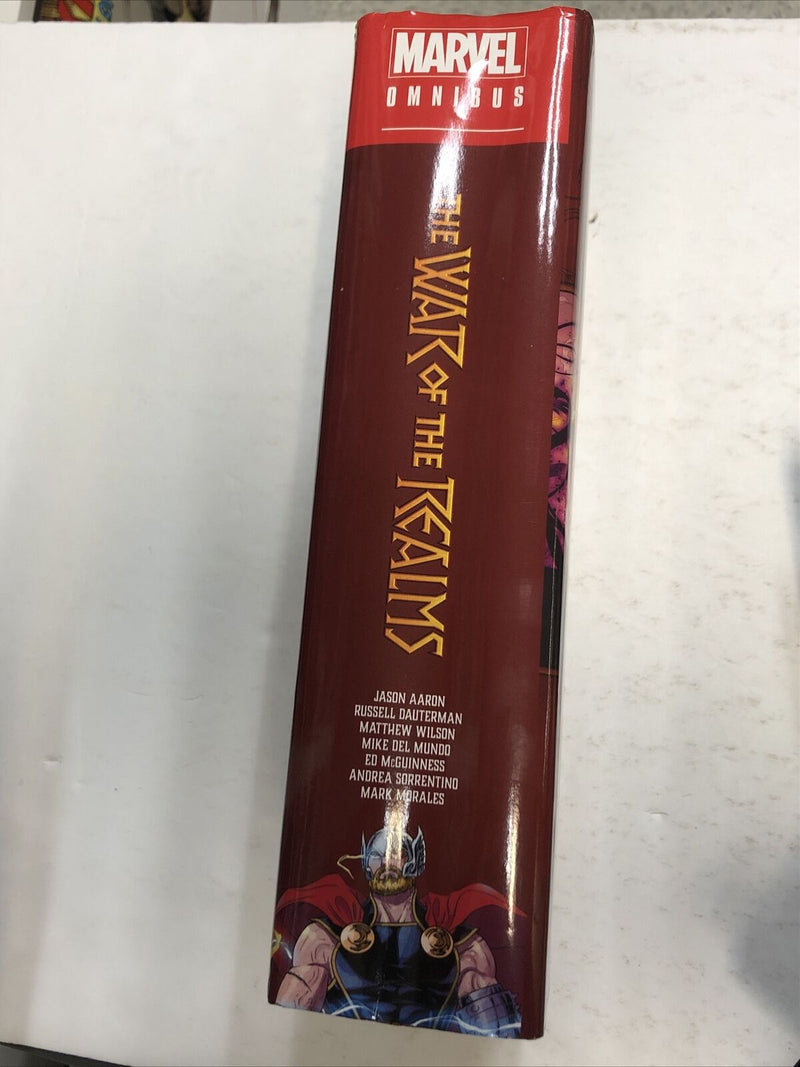 MARVEL
OMNIBUS
THE WAR OF THE REALMS
JASON AARON
RUSSELL DAUTERMAN
MATTHEW WILSON
MIKE DEL MUNDO
ED McGUINNESS
ANDREA SORRENTINO
MARK MORALES